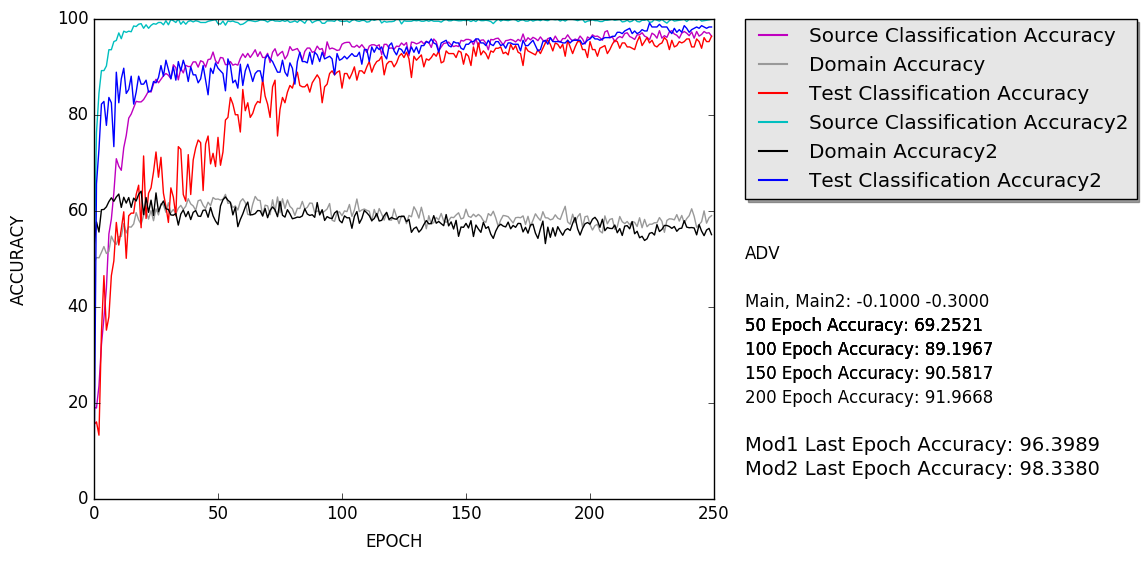 100
80
60
40
20
0
ACCURACY
0 50 100 150 200 250
EPOCH
Source Classification Accuracy
Domain Accuracy
Test Classification Accuracy
Source Classification Accuracy2
Domain Accuracy2
Test Classification Accuracy2
ADV
Main, Main2: -0.1000 -0.3000
50 Epoch Accuracy: 69.2521
100 Epoch Accuracy: 89.1967
150 Epoch Accuracy: 90.5817
200 Epoch Accuracy: 91.9668
Mod1 Last Epoch Accuracy: 96.3989
Mod2 Last Epoch Accuracy: 98.3380